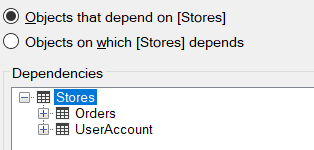 Objects that depend on [Stores]
Objects on which [Stores] depends
Dependencies
Stores
Orders
UserAccount